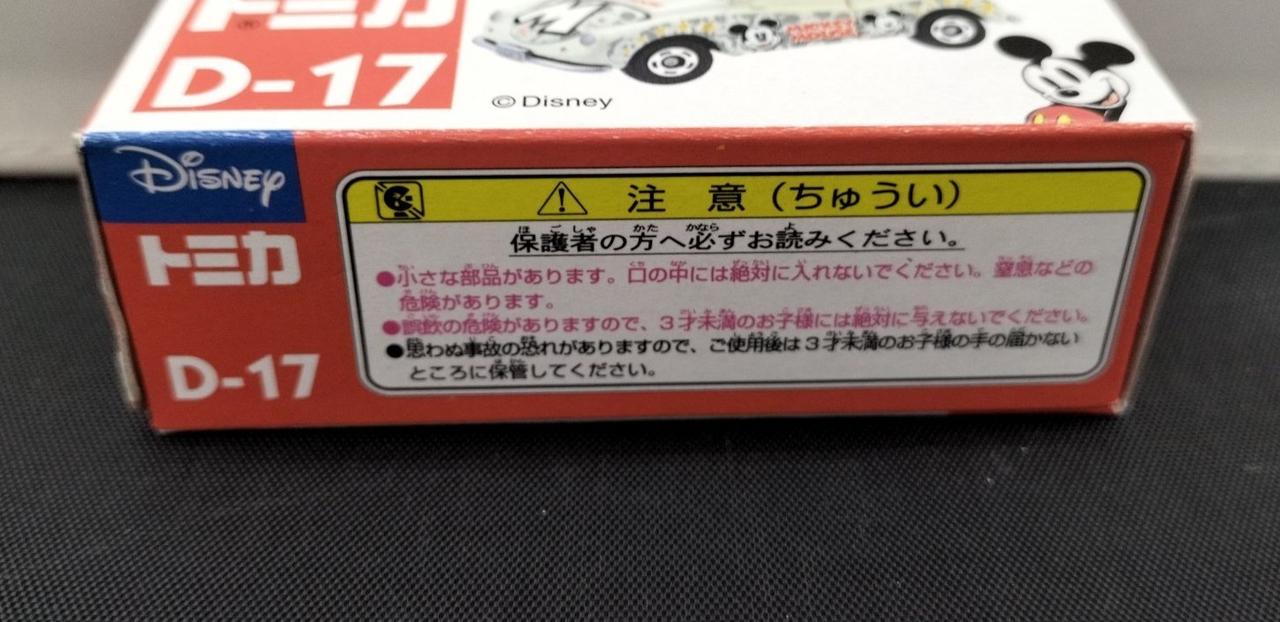 トミカ
D-17
©Disney
Disney
トミカ
D-17
注 意（ちゅうい）
保護者の方へ必ずお読みください。
●小さな部品があります。口の中には絶対に入れないでください。窒息などの
危険があります。
●誤飲の危険がありますので、3才未満のお子様には絶対に与えないでください。
●思わぬ事故の恐れがありますので、ご使用後は3才未満のお子様の手の届かない
ところに保管してください。